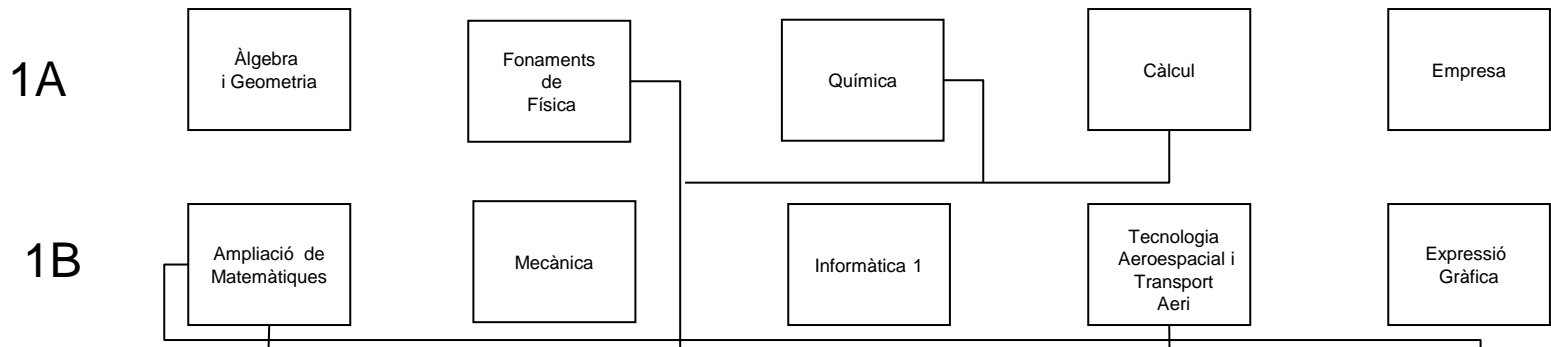 1A
Àlgebra
i Geometria
Fonaments
de
Física
Química
Càlcul
Empresa
1B
Ampliació de
Matemàtiques
Mecànica
Informàtica 1
Tecnologia
Aeroespacial i
Transport
Aeri
Expressió
Gràfica